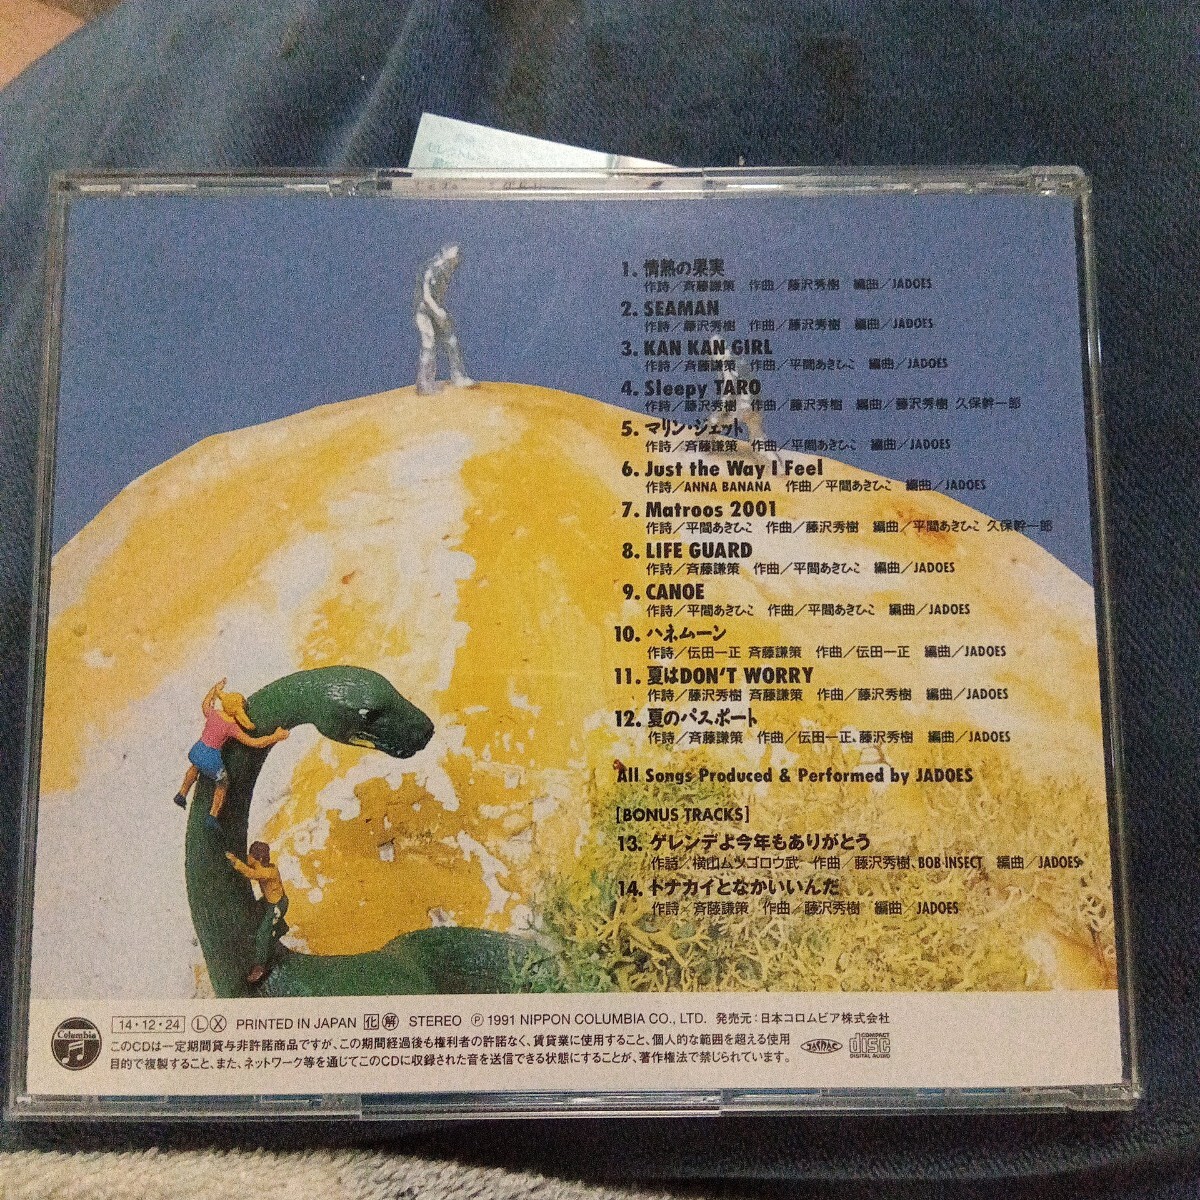 1. 情熱の果実
作詩／斉藤謙策 作曲／藤沢秀樹 編曲／JADOES
2. SEAMAN
作詩／藤沢秀樹 作曲／藤沢秀樹 編曲／JADOES
3. KAN KAN GIRL
作詩／斉藤謙策 作曲／平間あきひこ 編曲／JADOES
4. Sleepy TARO
作詩／藤沢秀樹 作曲／藤沢秀樹 編曲／藤沢秀樹 久保幹一郎
5. マリン・ジェット
作詩／斉藤謙策 作曲／平間あきひこ 編曲／JADOES
6. Just the Way I Feel
作詩／ANNA BANANA 作曲／平間あきひこ 編曲／JADOES
7. Matroos 2001
作詩／平間あきひこ 作曲／藤沢秀樹 編曲／平間あきひこ 久保幹一郎
8. LIFE GUARD
作詩／斉藤謙策 作曲／平間あきひこ 編曲／JADOES
9. CANOE
作詩／平間あきひこ 作曲／平間あきひこ 編曲／JADOES
10. ハネムーン
作詩／伝田一正 斉藤謙策 作曲／伝田一正 編曲／JADOES
11. 夏はDON'T WORRY
作詩／藤沢秀樹 斉藤謙策 作曲／藤沢秀樹 編曲／JADOES
12. 夏のパスポート
作詩／斉藤謙策 作曲／伝田一正、藤沢秀樹 編曲／JADOES
All Songs Produced & Performed by JADOES
[BONUS TRACKS]
13. ゲレンデよ今年もありがとう
作詩／横山ムツゴロウ武 作曲／藤沢秀樹、BOB INSECT 編曲／JADOES
14. トナカイとなかいいんだ
作詩／斉藤謙策 作曲／藤沢秀樹 編曲／JADOES
Columbia
14・12・24 Ⓛ Ⓧ PRINTED IN JAPAN 化 解 STEREO Ⓟ 1991 NIPPON COLUMBIA CO., LTD. 発売元：日本コロムビア株式会社
このCDは一定期間貸与非許諾商品ですが、この期間経過後も権利者の許諾なく、賃貸業に使用すること、個人的な範囲を超える使用
目的で複製すること、また、ネットワーク等を通じてこのCDに収録された音を送信できる状態にすることが、著作権法で禁じられています。
JASRAC
COMPACT disc DIGITAL AUDIO